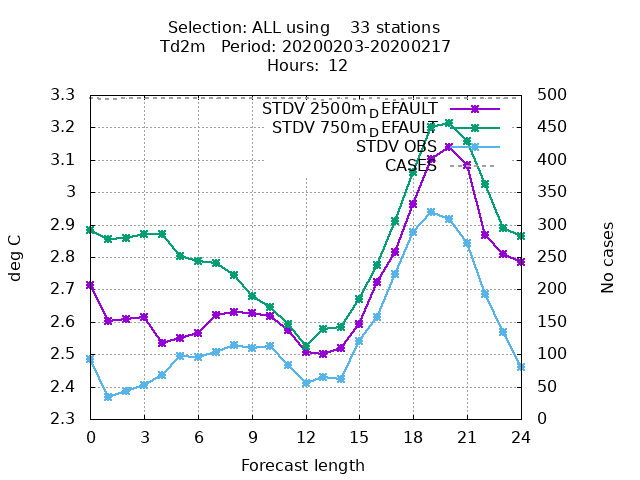 Selection: ALL using    33 stations
Td2m   Period: 20200203-20200217
Hours: 12
STDV 2500m_DEFAULT
STDV 750m_DEFAULT
STDV OBS
CASES
3.3
3.2
3.1
3
2.9
2.8
2.7
2.6
2.5
2.4
2.3
deg C
500
450
400
350
300
250
200
150
100
50
0
No cases
0 3 6 9 12 15 18 21 24
Forecast length